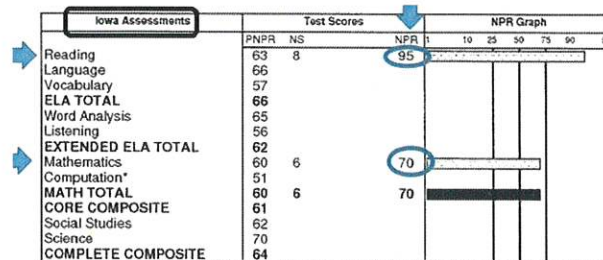 Iowa Assessments Test Scores NPR Graph
PNPR NS NPR 1 10 25 50 75 90
Reading 63 8 95
Language 66
Vocabulary 57
ELA TOTAL 66
Word Analysis 65
Listening 56
EXTENDED ELA TOTAL 62
Mathematics 60 6 70
Computation* 51
MATH TOTAL 60 6 70
CORE COMPOSITE 61
Social Studies 62
Science 70
COMPLETE COMPOSITE 64